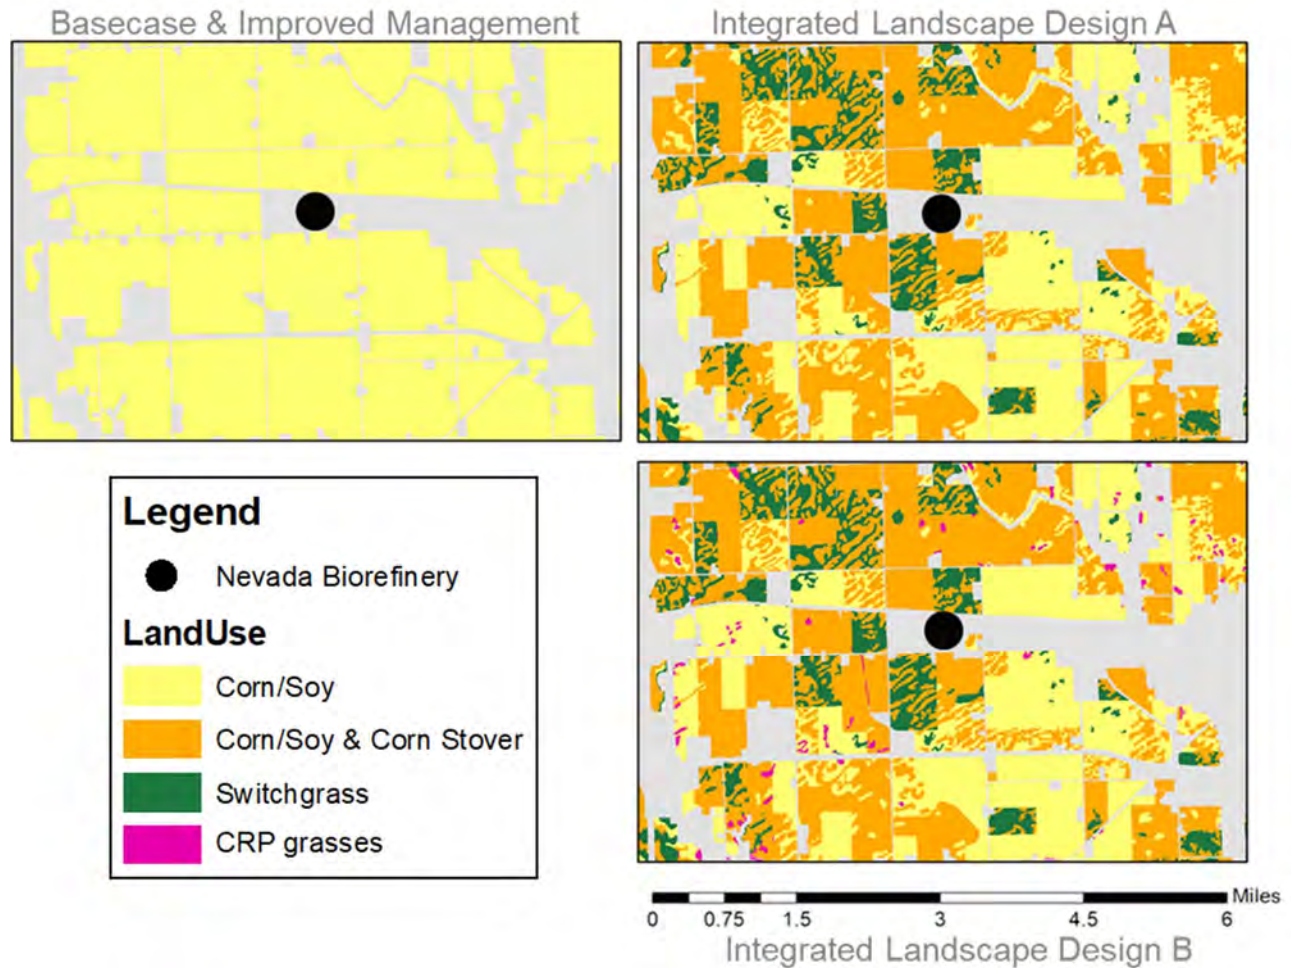 Basecase & Improved Management
Integrated Landscape Design A
Legend
Nevada Biorefinery
LandUse
Corn/Soy
Corn/Soy & Corn Stover
Switchgrass
CRP grasses
Miles
0 0.75 1.5 3 4.5 6
Integrated Landscape Design B